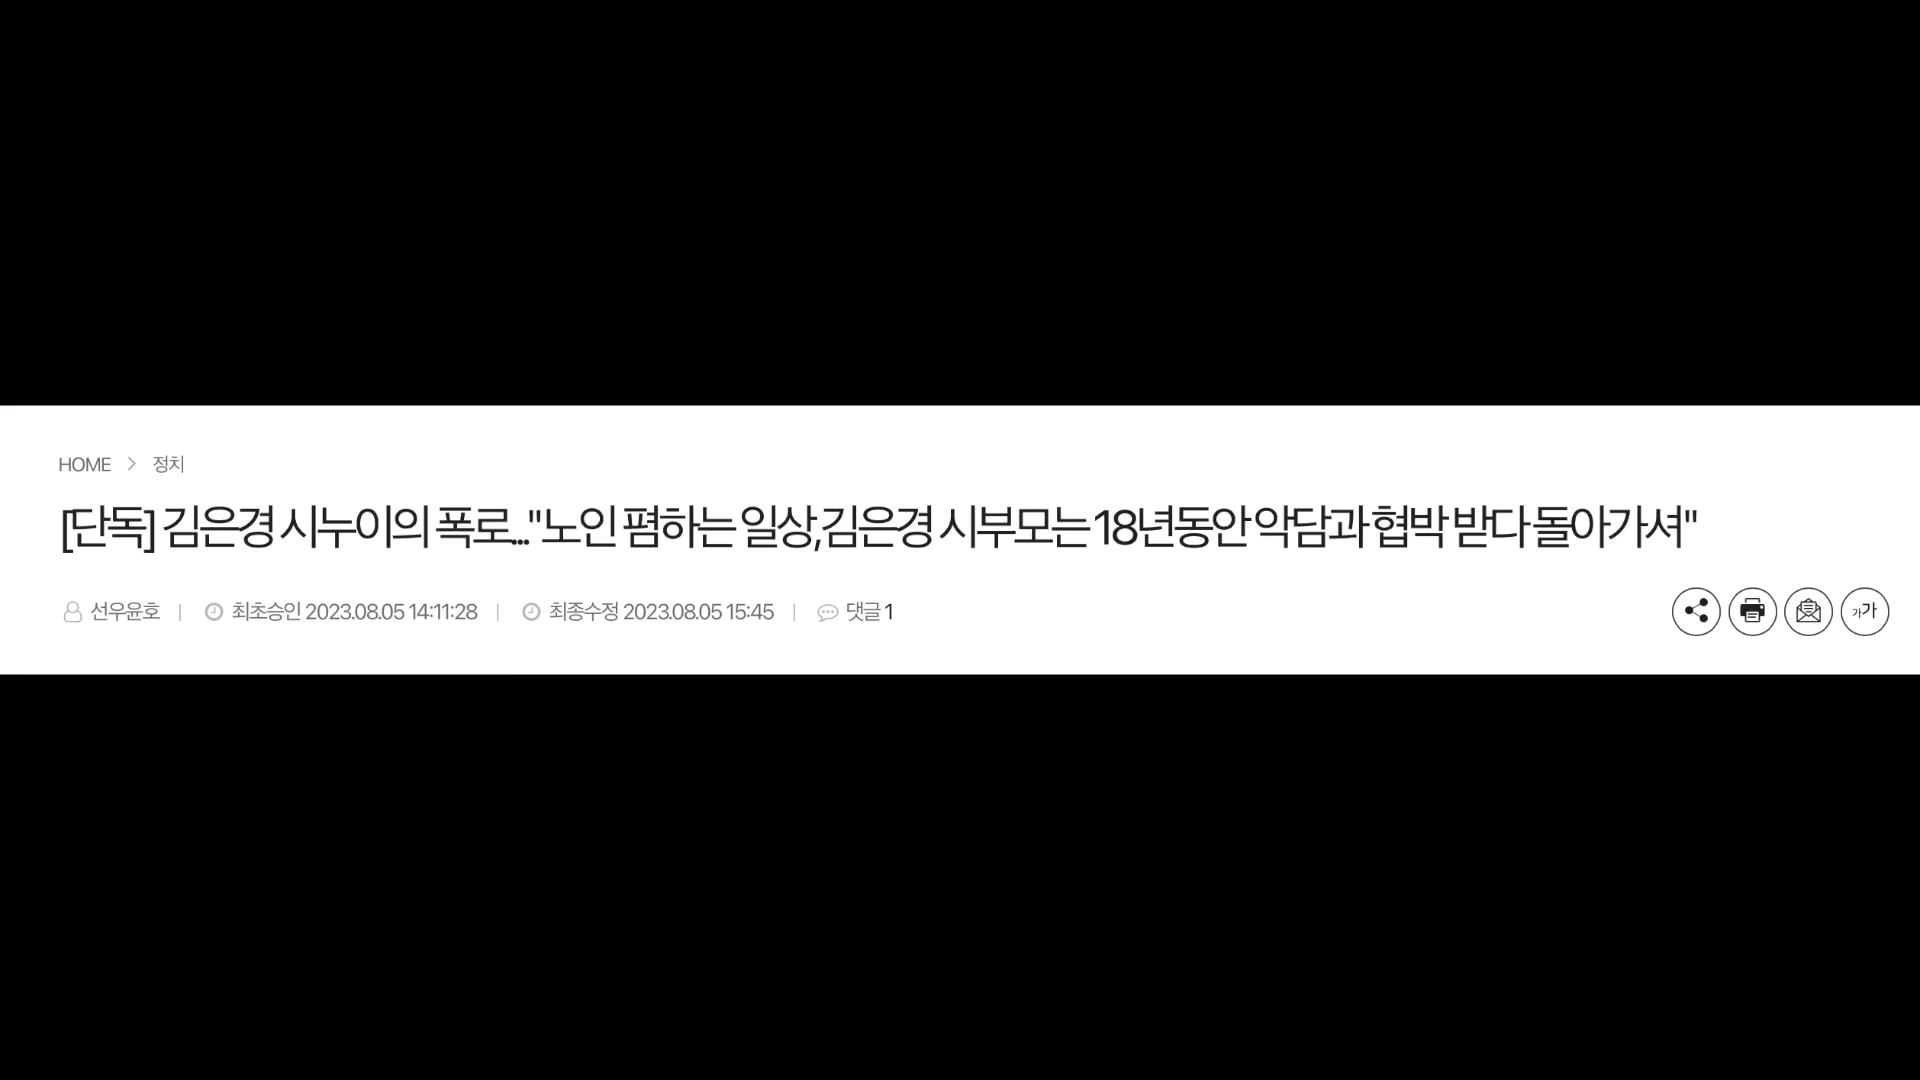 HOME > 정치
[단독] 김은경 시누이의 폭로..."노인 폄하는 일상,김은경 시부모는 18년동안 악담과 협박 받다 돌아가셔"
선우윤호 | 최초승인 2023.08.05 14:11:28 | 최종수정 2023.08.05 15:45 | 댓글 1
가가